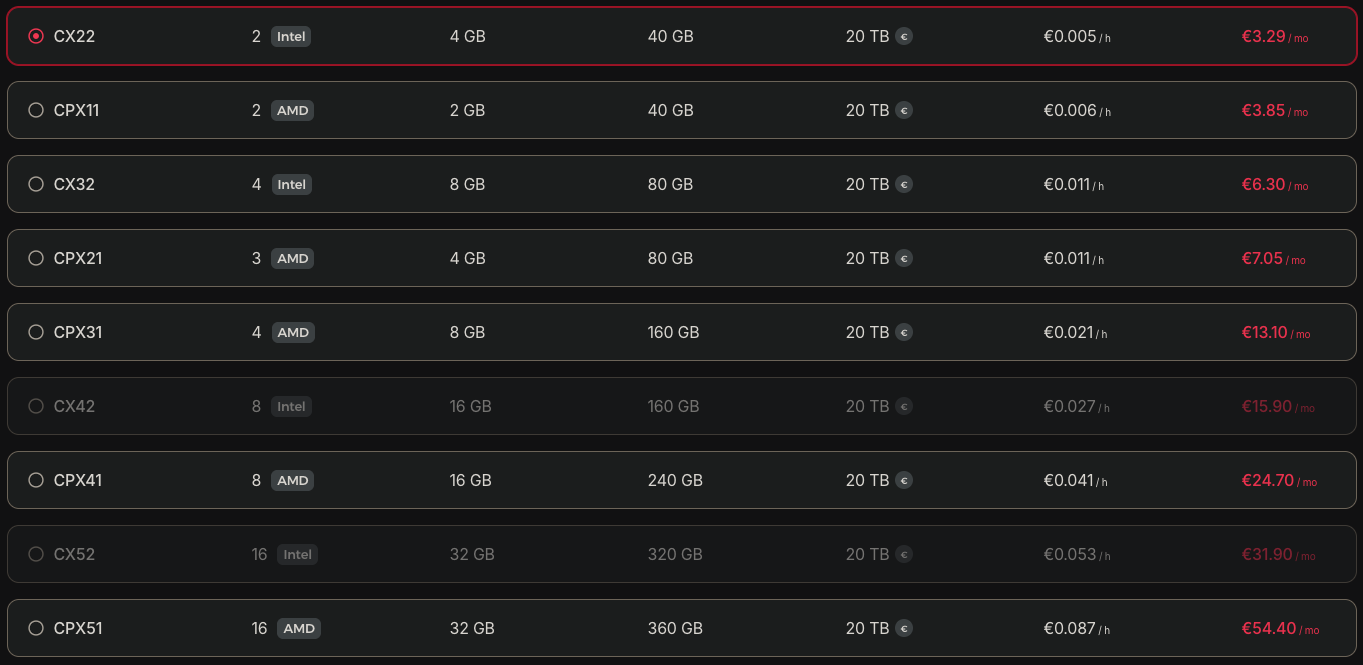 CX22 2 Intel 4 GB 40 GB 20 TB € €0.005 / h €3.29 / mo
CPX11 2 AMD 2 GB 40 GB 20 TB € €0.006 / h €3.85 / mo
CX32 4 Intel 8 GB 80 GB 20 TB € €0.011 / h €6.30 / mo
CPX21 3 AMD 4 GB 80 GB 20 TB € €0.011 / h €7.05 / mo
CPX31 4 AMD 8 GB 160 GB 20 TB € €0.021 / h €13.10 / mo
CX42 8 Intel 16 GB 160 GB 20 TB € €0.027 / h €15.90 / mo
CPX41 8 AMD 16 GB 240 GB 20 TB € €0.041 / h €24.70 / mo
CX52 16 Intel 32 GB 320 GB 20 TB € €0.053 / h €31.90 / mo
CPX51 16 AMD 32 GB 360 GB 20 TB € €0.087 / h €54.40 / mo